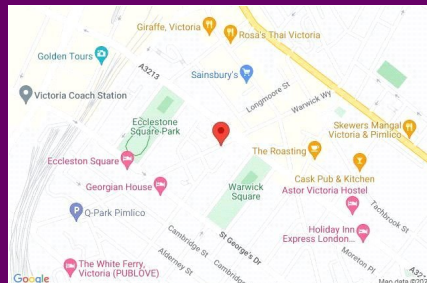 Giraffe, Victoria
Rosa's Thai Victoria
Golden Tours
A3213
Sainsbury's
Longmoore St
Warwick Wy
Victoria Coach Station
Ecclestone
Square-Park
Skewers Mangal
Victoria & Pimlico
The Roasting
Eccleston Square
Cask Pub & Kitchen
Georgian House
Warwick
Square
Astor Victoria Hostel
Q-Park Pimlico
Tachbrook St
Cambridge St
St George's Dr
Holiday Inn
Express London...
Alderney St
Moreton Pl
The White Ferry,
Victoria (PUBLOVE)
Google
Map data ©202